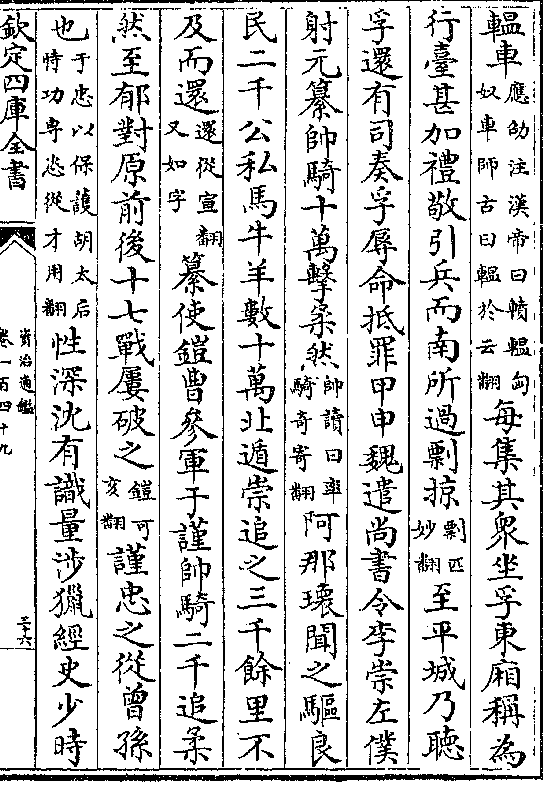 轀車應劭注漢帝曰轒轀匈奴車師古曰轀於云翻每集其衆坐孚東廂稱為
行臺甚加禮敬引兵而南所過剽掠剽匹妙翻至平城乃聽
孚還有司奏孚辱命抵罪甲申魏遣尚書令李崇左僕
射元纂帥騎十萬擊柔然帥讀曰率騎奇寄翻阿那瓌聞之驅良
民二千公私馬牛羊數十萬北遁崇追之三千餘里不
及而還還從宣翻又如字纂使鎧曹參軍于謹帥騎二千追柔
然至郁對原前後十七戰屢破之鎧可亥翻謹忠之從曾孫
也于忠以保護胡太后恃功專恣從才用翻性深沈有識量涉獵經史少時
欽定四庫全書
資治通鑑
卷一百四十九
三十六